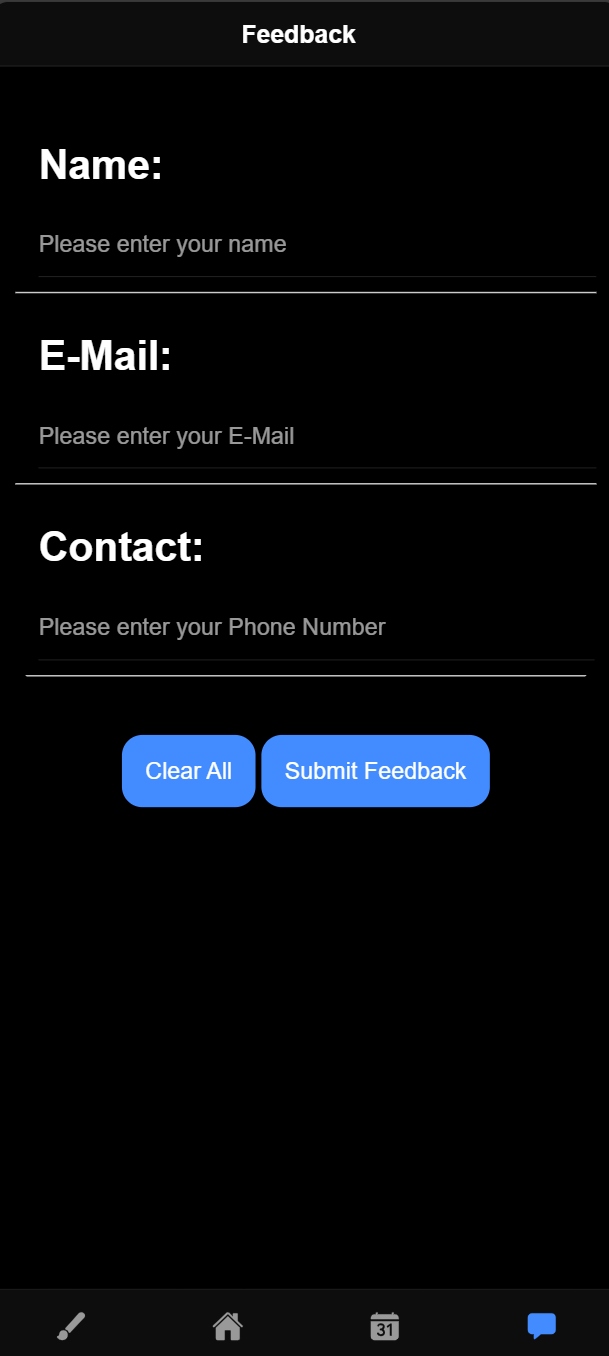 Feedback
Name:
Please enter your name
E-Mail:
Please enter your E-Mail
Contact:
Please enter your Phone Number
Clear All Submit Feedback
31